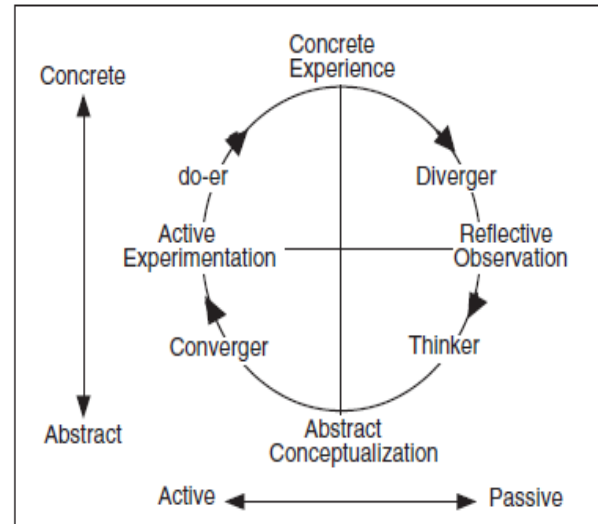 Concrete
Experience
Concrete
do-er
Diverger
Active
Experimentation
Reflective
Observation
Converger
Thinker
Abstract
Abstract
Conceptualization
Active
Passive